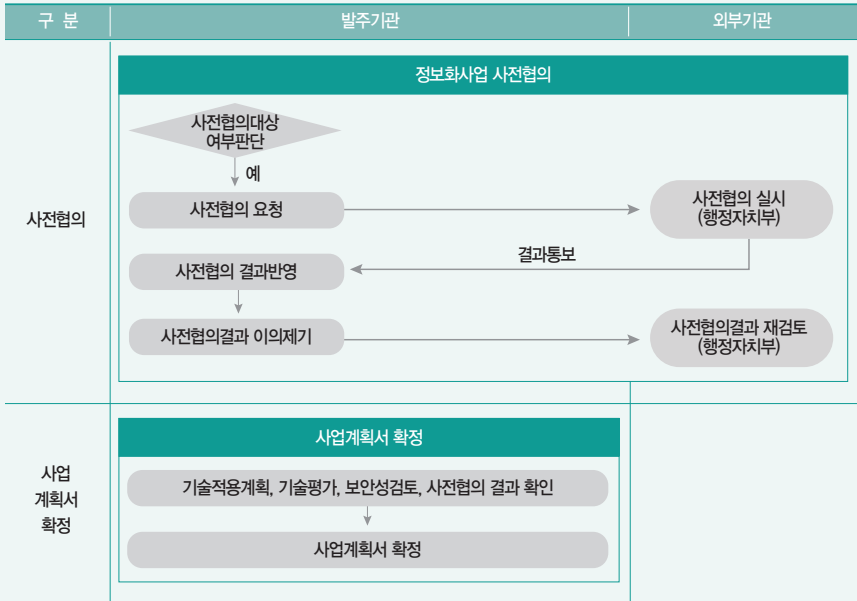 구 분
발주기관
외부기관
사전협의
정보화사업 사전협의
사전협의대상
여부판단
예
사전협의 요청
사전협의 실시
(행정자치부)
결과통보
사전협의 결과반영
사전협의결과 이의제기
사전협의결과 재검토
(행정자치부)
사업
계획서
확정
사업계획서 확정
기술적용계획, 기술평가, 보안성검토, 사전협의 결과 확인
사업계획서 확정